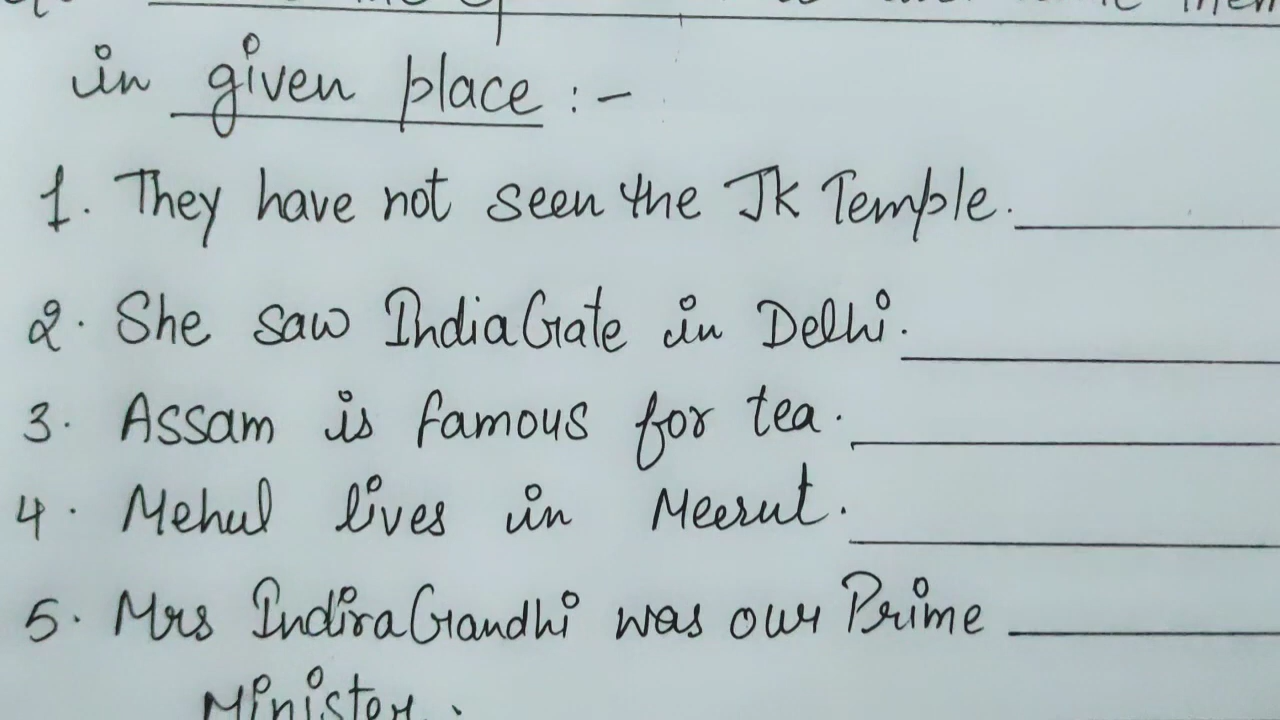 in given place :-
1. They have not seen the JK Temple.
2. She saw India Gate in Delhi.
3. Assam is famous for tea.
4. Mehul lives in Meerut.
5. Mrs Indira Gandhi was our Prime
Minister.